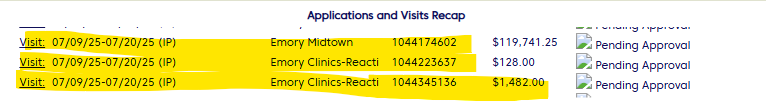 Applications and Visits Recap
Pending Approval
Visit: 07/09/25-07/20/25 (IP) Emory Midtown 1044174602 $119,741.25 Pending Approval
Visit: 07/09/25-07/20/25 (IP) Emory Clinics-Reacti 1044223637 $128.00 Pending Approval
Visit: 07/09/25-07/20/25 (IP) Emory Clinics-Reacti 1044345136 $1,482.00 Pending Approval